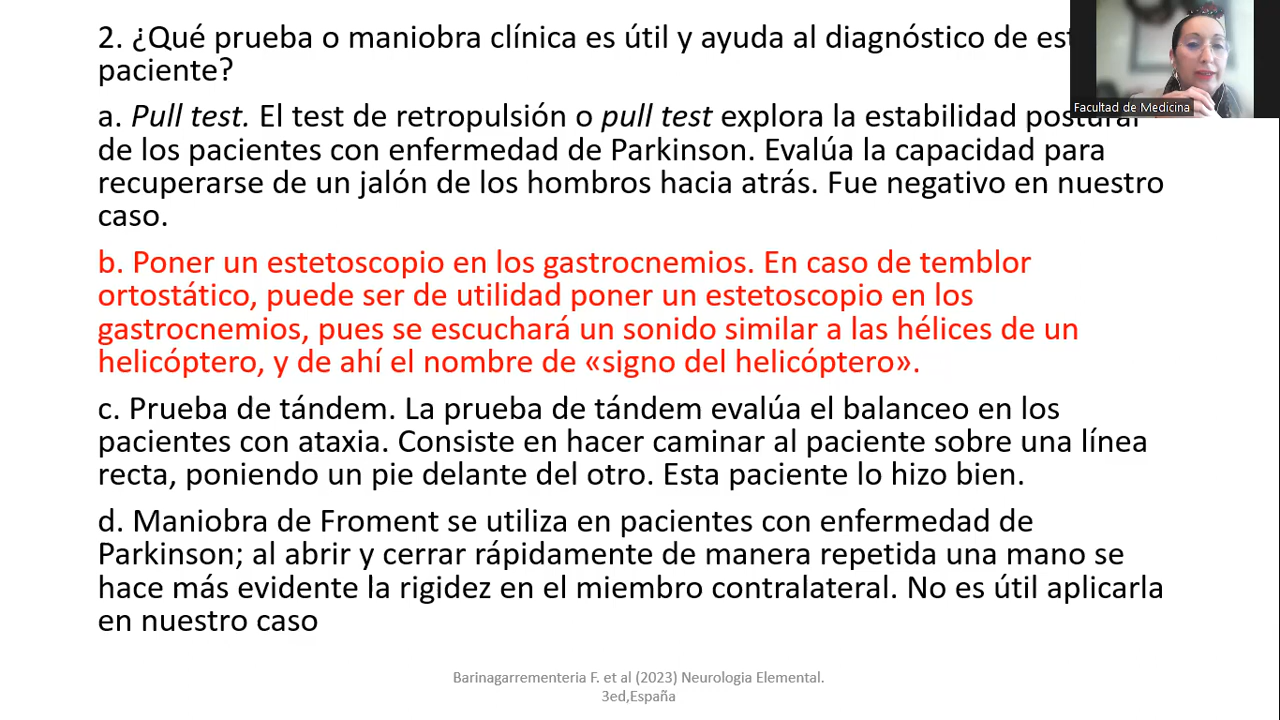 2. ¿Qué prueba o maniobra clínica es útil y ayuda al diagnóstico de
paciente?
a. Pull test. El test de retropulsión o pull test explora la estabilidad postural
de los pacientes con enfermedad de Parkinson. Evalúa la capacidad para
recuperarse de un jalón de los hombros hacia atrás. Fue negativo en nuestro
caso.
b. Poner un estetoscopio en los gastrocnemios. En caso de temblor
ortostático, puede ser de utilidad poner un estetoscopio en los
gastrocnemios, pues se escuchará un sonido similar a las hélices de un
helicóptero, y de ahí el nombre de «signo del helicóptero».
c. Prueba de tándem. La prueba de tándem evalúa el balanceo en los
pacientes con ataxia. Consiste en hacer caminar al paciente sobre una línea
recta, poniendo un pie delante del otro. Esta paciente lo hizo bien.
d. Maniobra de Froment se utiliza en pacientes con enfermedad de
Parkinson; al abrir y cerrar rápidamente de manera repetida una mano se
hace más evidente la rigidez en el miembro contralateral. No es útil aplicarla
en nuestro caso
Barinagarrementeria F. et al (2023) Neurologia Elemental.
3ed,España
Facultad de Medicina